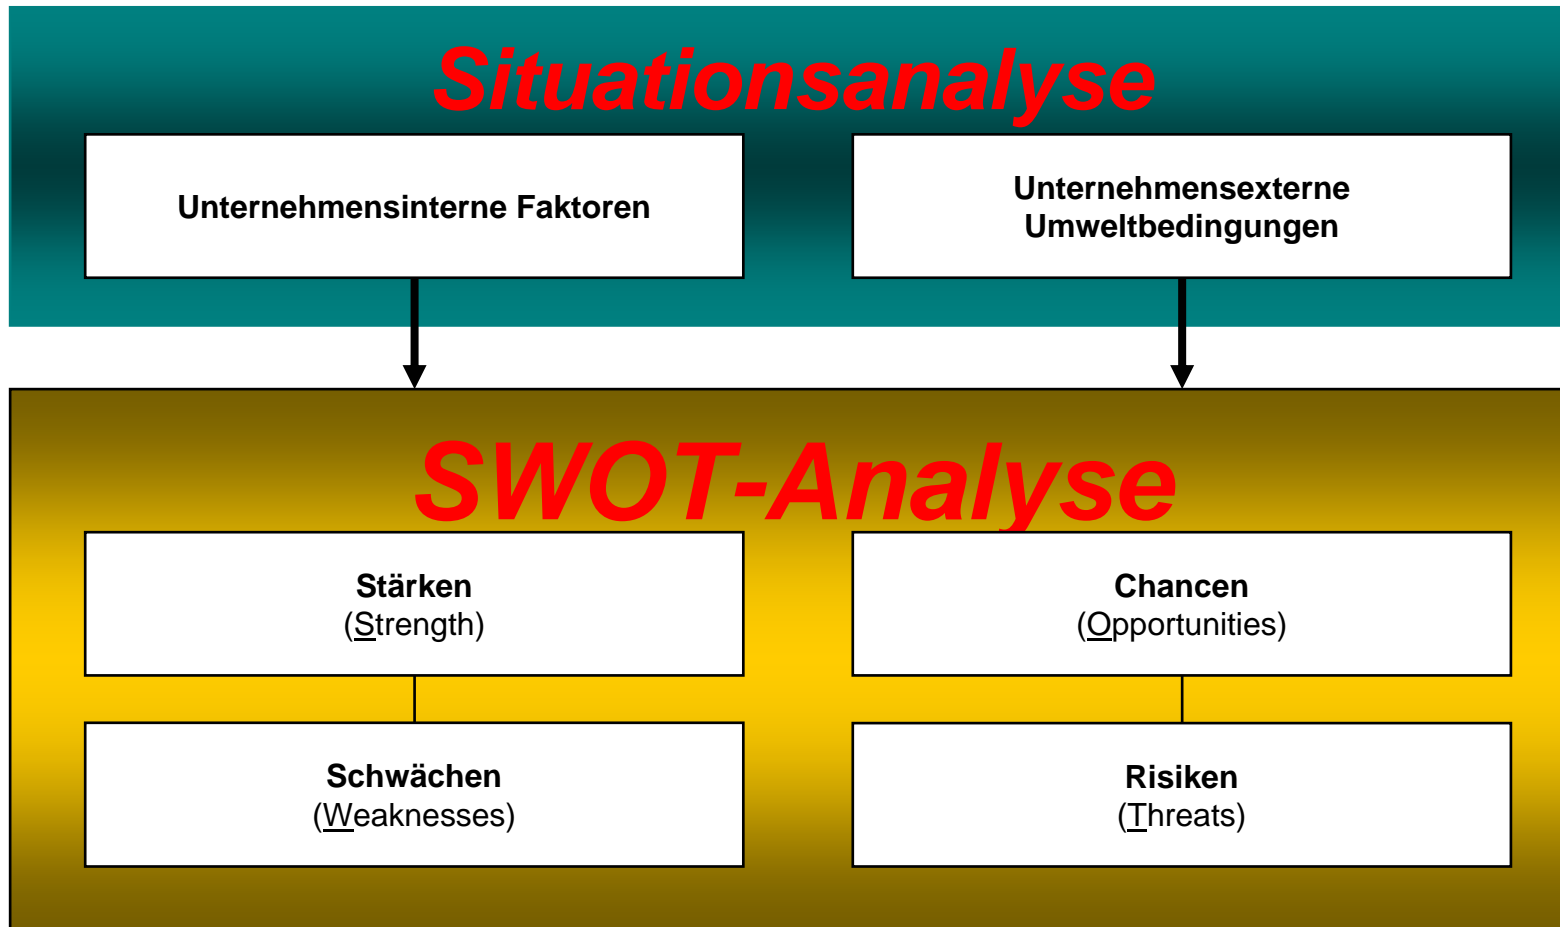 Situationsanalyse
Unternehmensinterne Faktoren
Unternehmensexterne
Umweltbedingungen
SWOT-Analyse
Stärken
(Strength)
Chancen
(Opportunities)
Schwächen
(Weaknesses)
Risiken
(Threats)